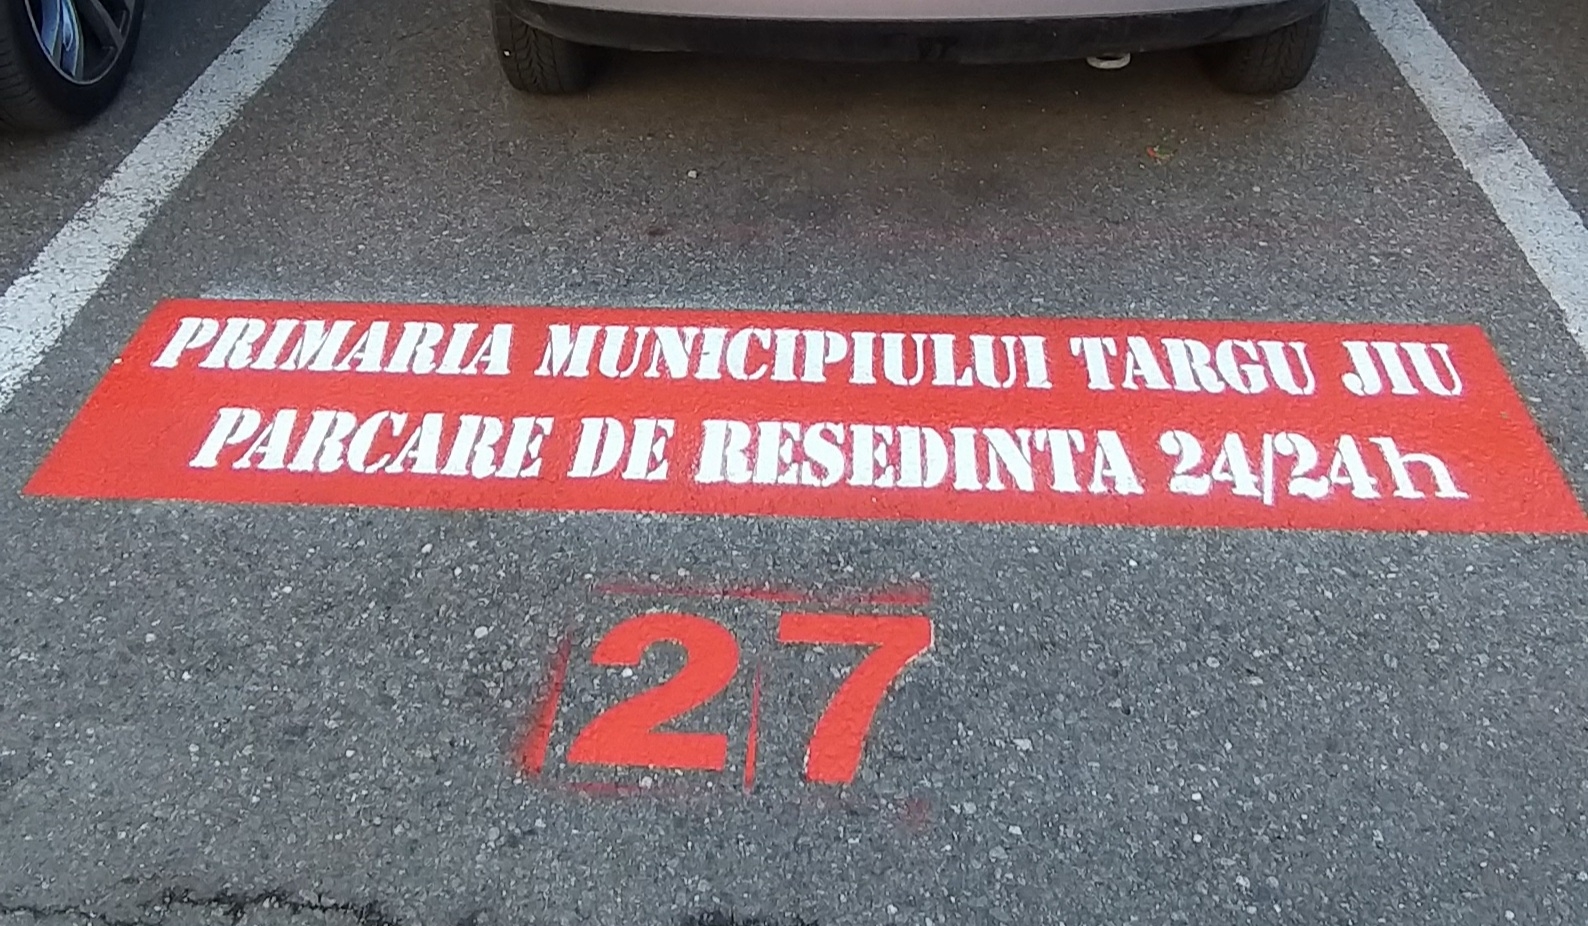 PRIMARIA MUNICIPIULUI TARGU JIU
PARCARE DE RESEDINTA 24/24h
27